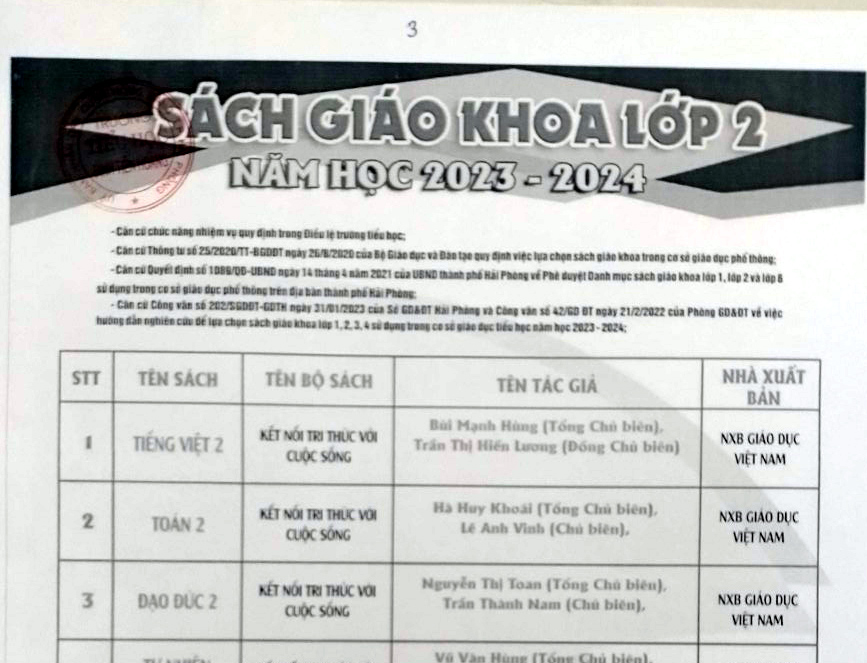 3
SÁCH GIÁO KHOA LỚP 2
NĂM HỌC 2023 - 2024
- Căn cứ chức năng nhiệm vụ quy định trong Điều lệ trường tiểu học;
- Căn cứ Thông tư số 25/2020/TT-BGDĐT ngày 26/8/2020 của Bộ Giáo dục và Đào tạo quy định việc lựa chọn sách giáo khoa trong cơ sở giáo dục phổ thông;
- Căn cứ Quyết định số 1086/QĐ-UBND ngày 14 tháng 4 năm 2021 của UBND thành phố Hải Phòng về Phê duyệt Danh mục sách giáo khoa lớp 1, lớp 2 và lớp 6
sử dụng trong cơ sở giáo dục phổ thông trên địa bàn thành phố Hải Phòng;
- Căn cứ Công văn số 202/SGDĐT-GDTH ngày 31/01/2023 của Sở GD&ĐT Hải Phòng và Công văn số 42/GD ĐT ngày 21/2/2022 của Phòng GD&ĐT về việc
hướng dẫn nghiên cứu để lựa chọn sách giáo khoa lớp 1, 2, 3, 4 sử dụng trong cơ sở giáo dục tiểu học năm học 2023 - 2024;
STT TÊN SÁCH TÊN BỘ SÁCH TÊN TÁC GIẢ NHÀ XUẤT
BẢN
1 TIẾNG VIỆT 2 KẾT NỐI TRI THỨC VỚI
CUỘC SỐNG
Bùi Mạnh Hùng (Tổng Chủ biên),
Trần Thị Hiền Lương (Đồng Chủ biên)
NXB GIÁO DỤC
VIỆT NAM
2 TOÁN 2 KẾT NỐI TRI THỨC VỚI
CUỘC SỐNG
Hà Huy Khoái (Tổng Chủ biên),
Lê Anh Vinh (Chủ biên),
NXB GIÁO DỤC
VIỆT NAM
3 ĐẠO ĐỨC 2 KẾT NỐI TRI THỨC VỚI
CUỘC SỐNG
Nguyễn Thị Toan (Tổng Chủ biên),
Trần Thành Nam (Chủ biên),
NXB GIÁO DỤC
VIỆT NAM
Vũ Văn Hùng (Tổng Chủ biên),